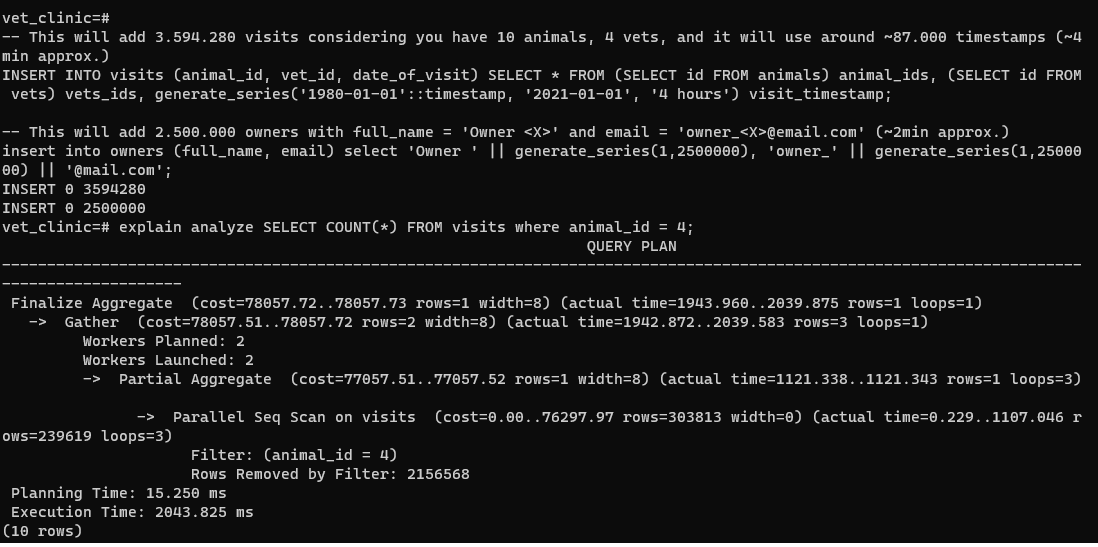 vet_clinic=#
-- This will add 3.594.280 visits considering you have 10 animals, 4 vets, and it will use around ~87.000 timestamps (~4
min approx.)
INSERT INTO visits (animal_id, vet_id, date_of_visit) SELECT * FROM (SELECT id FROM animals) animal_ids, (SELECT id FROM
 vets) vets_ids, generate_series('1980-01-01'::timestamp, '2021-01-01', '4 hours') visit_timestamp;

-- This will add 2.500.000 owners with full_name = 'Owner <X>' and email = 'owner_<X>@email.com' (~2min approx.)
insert into owners (full_name, email) select 'Owner ' || generate_series(1,2500000), 'owner_' || generate_series(1,25000
00) || '@mail.com';
INSERT 0 3594280
INSERT 0 2500000
vet_clinic=# explain analyze SELECT COUNT(*) FROM visits where animal_id = 4;
QUERY PLAN
------------------------------------------------------------------------------------------------------------------------
--------------------
 Finalize Aggregate  (cost=78057.72..78057.73 rows=1 width=8) (actual time=1943.960..2039.875 rows=1 loops=1)
   ->  Gather  (cost=78057.51..78057.72 rows=2 width=8) (actual time=1942.872..2039.583 rows=3 loops=1)
         Workers Planned: 2
         Workers Launched: 2
         ->  Partial Aggregate  (cost=77057.51..77057.52 rows=1 width=8) (actual time=1121.338..1121.343 rows=1 loops=3)

               ->  Parallel Seq Scan on visits  (cost=0.00..76297.97 rows=303813 width=0) (actual time=0.229..1107.046 r
ows=239619 loops=3)
                     Filter: (animal_id = 4)
                     Rows Removed by Filter: 2156568
 Planning Time: 15.250 ms
 Execution Time: 2043.825 ms
(10 rows)